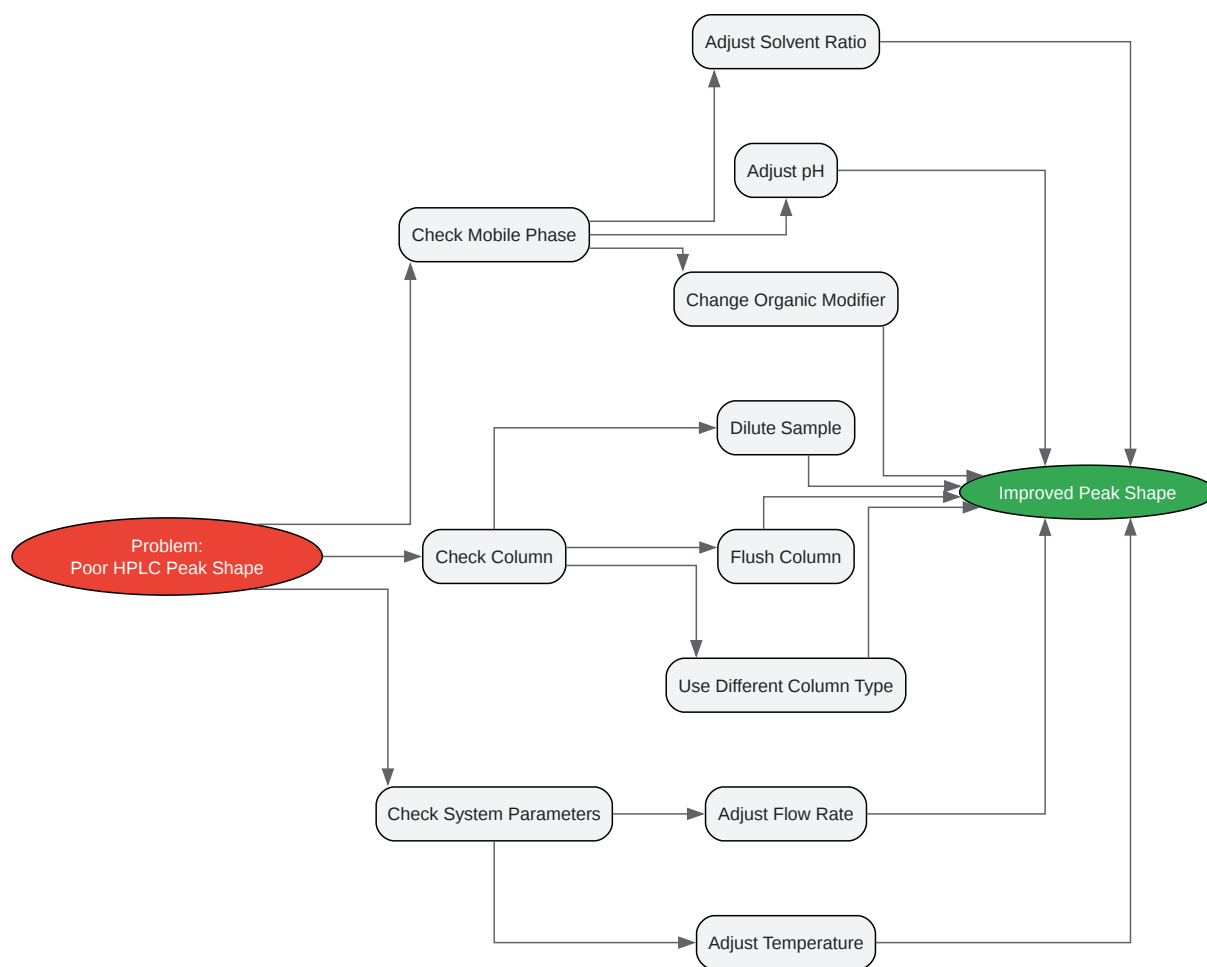 Adjust Solvent Ratio
Adjust pH
Check Mobile Phase
Change Organic Modifier
Dilute Sample
Improved Peak Shape
Problem:
Poor HPLC Peak Shape
Check Column
Flush Column
Use Different Column Type
Check System Parameters
Adjust Flow Rate
Adjust Temperature